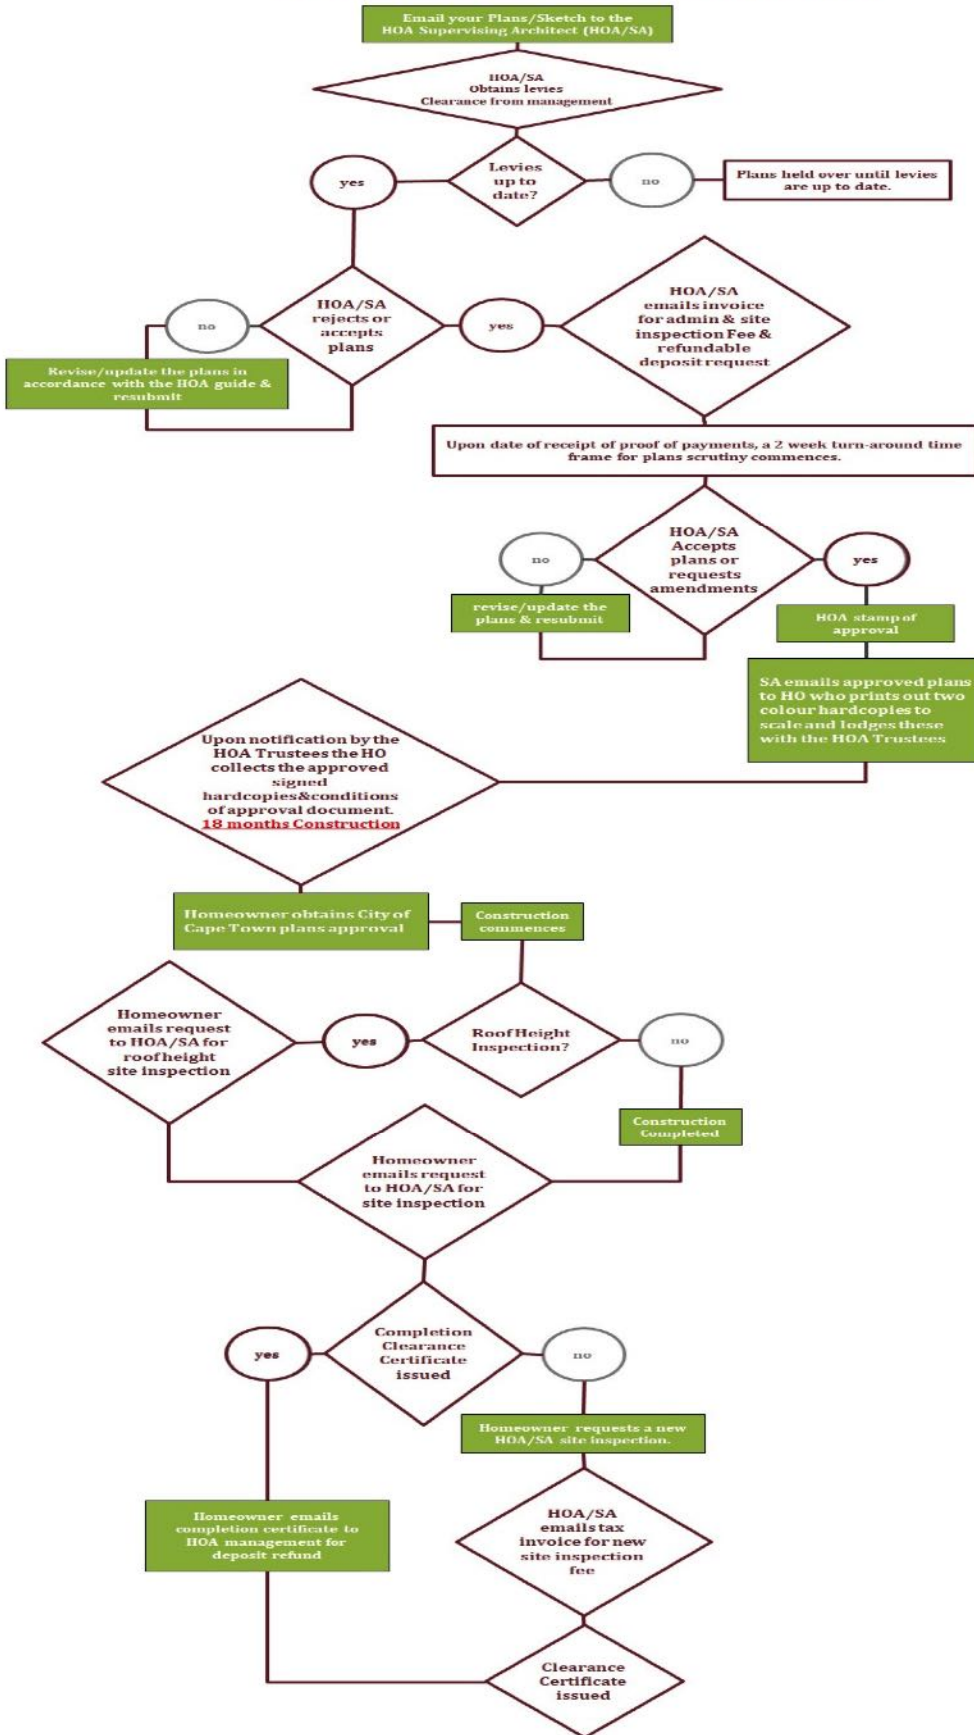 Email your Plans/Sketch to the
HOA Supervising Architect (HOA/SA)
HOA/SA
Obtains levies
Clearance from management
Levies
up to
date?
yes
no
Plans held over until levies
are up to date.
HOA/SA
rejects or
accepts
plans
no
yes
HOA/SA
emails invoice
for admin & site
inspection Fee &
refundable
deposit request
Revise/update the plans in
accordance with the HOA guide &
resubmit
Upon date of receipt of proof of payments, a 2 week turn-around time
frame for plans scrutiny commences.
HOA/SA
Accepts
plans or
requests
amendments
no
yes
revise/update the
plans & resubmit
HOA stamp of
approval
SA emails approved plans
to HO who prints out two
colour hardcopies to
scale and lodges these
with the HOA Trustees
Upon notification by the
HOA Trustees the HO
collects the approved
signed
hardcopies&conditions
of approval document.
18 months Construction
Homeowner obtains City of
Cape Town plans approval
Construction
commences
Roof Height
Inspection?
yes
no
Homeowner
emails request
to HOA/SA for
roof height
site inspection
Construction
Completed
Homeowner
emails request
to HOA/SA for
site inspection
Completion
Clearance
Certificate
issued
yes
no
Homeowner requests a new
HOA/SA site inspection.
Homeowner emails
completion certificate to
HOA management for
deposit refund
HOA/SA
emails tax
invoice for new
site inspection
fee
Clearance
Certificate
issued